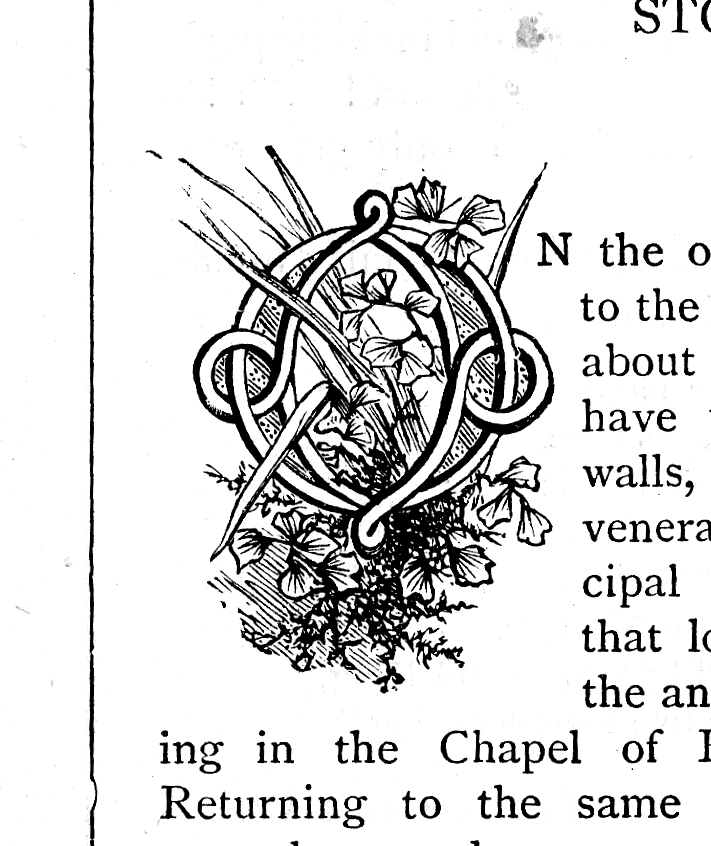 STO
ON the o
to the
about
have
walls,
venera
cipal
that lo
the an
ing in the Chapel of
Returning to the same